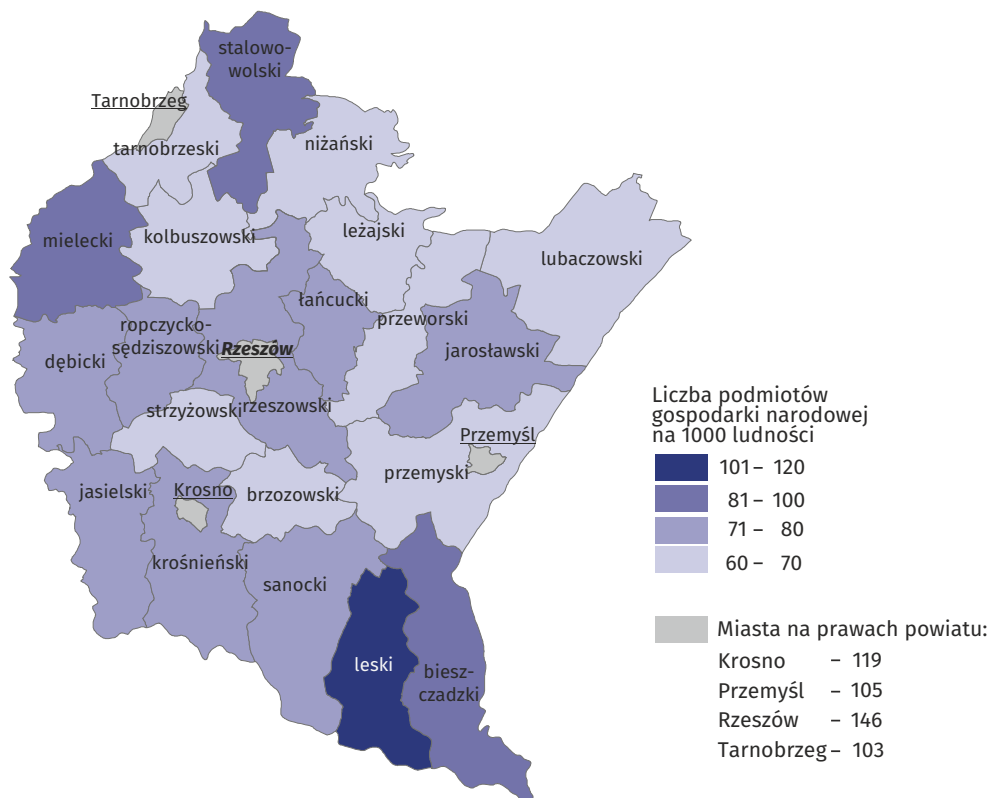 stalowo-
wolski
Tarnobrzeg
tarnobrzeski
niżański
mielecki
kolbuszowski
leżajski
lubaczowski
łańcucki
ropczycko-
sędziszowski
Rzeszów
przeworski
jarosławski
dębicki
strzyżowski
rzeszowski
Przemyśl
przemyski
jasielski
Krosno
brzozowski
krośnieński
sanocki
leski
biesz-
czadzki
Liczba podmiotów
gospodarki narodowej
na 1000 ludności
101 – 120
81 – 100
71 – 80
60 – 70
Miasta na prawach powiatu:
Krosno – 119
Przemyśl – 105
Rzeszów – 146
Tarnobrzeg – 103